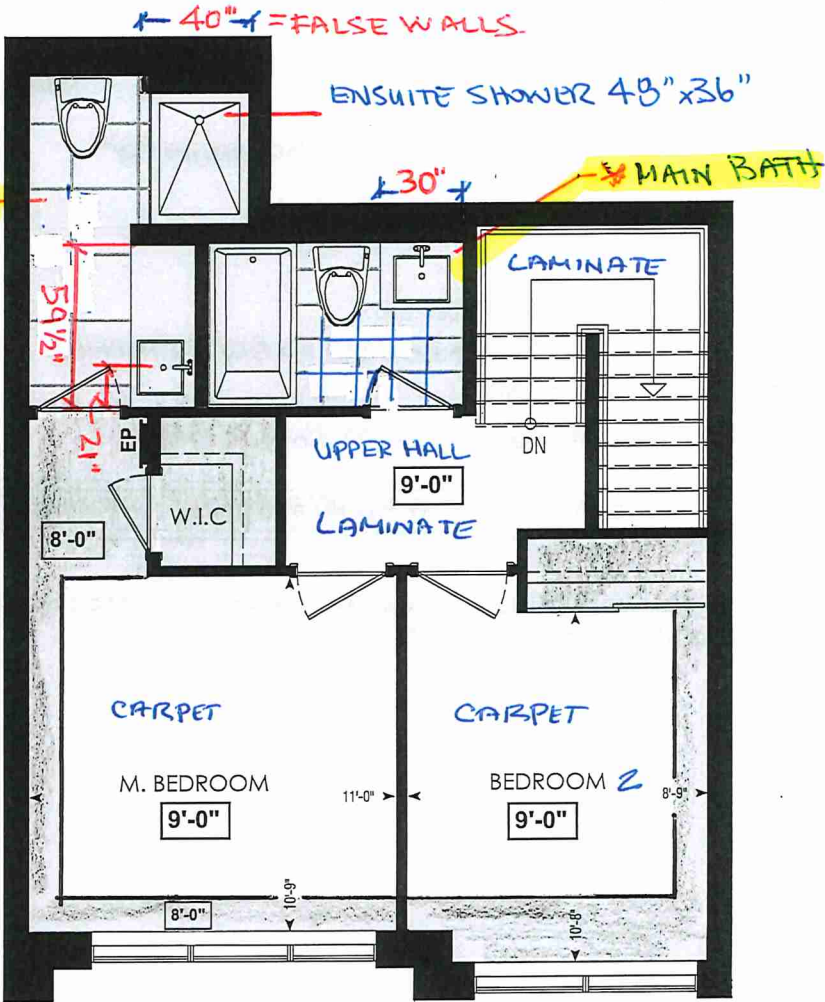 40" = FALSE WALLS
ENSUITE SHOWER 48"x36"
30"
* MAIN BATH
LAMINATE
59 1/2"
21"
EP
UPPER HALL
9'-0"
DN
W.I.C
LAMINATE
8'-0"
CARPET
CARPET
M. BEDROOM
11'-0"
BEDROOM 2
8'-9"
9'-0"
9'-0"
10'-9"
8'-0"
10'-8"